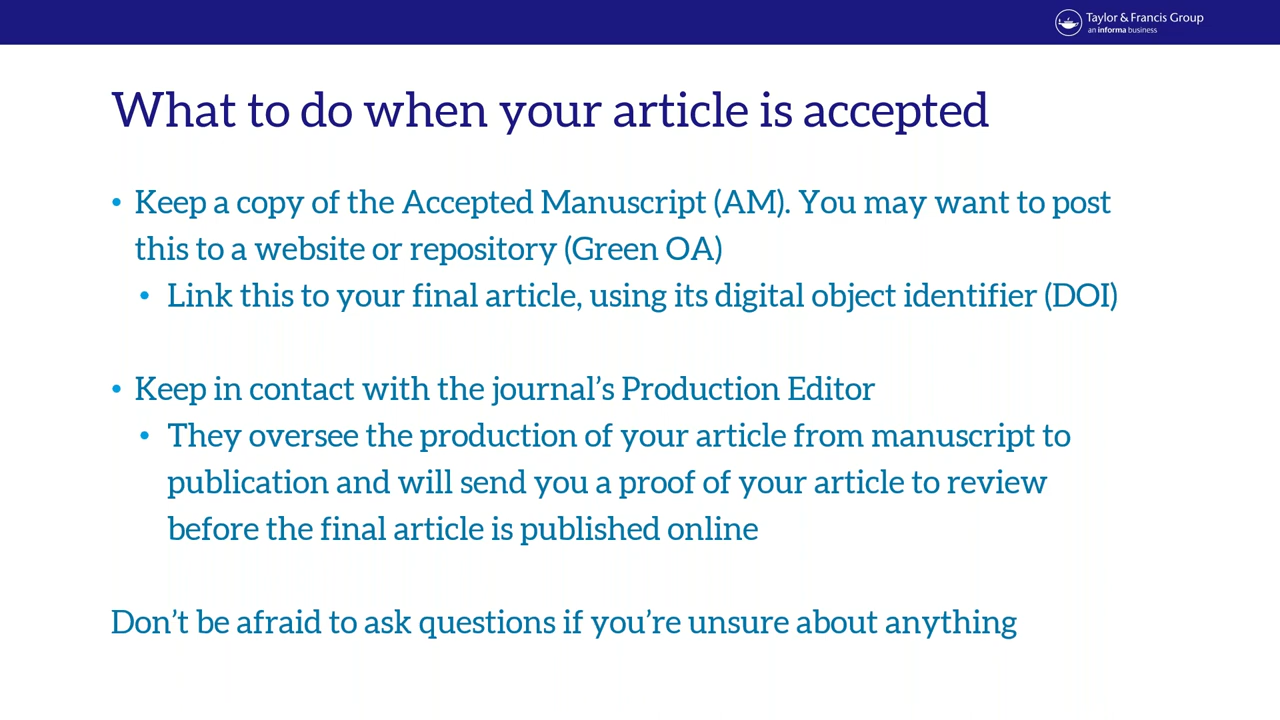 Taylor & Francis Group
an informa business
What to do when your article is accepted
• Keep a copy of the Accepted Manuscript (AM). You may want to post
this to a website or repository (Green OA)
• Link this to your final article, using its digital object identifier (DOI)
• Keep in contact with the journal’s Production Editor
• They oversee the production of your article from manuscript to
publication and will send you a proof of your article to review
before the final article is published online
Don’t be afraid to ask questions if you’re unsure about anything